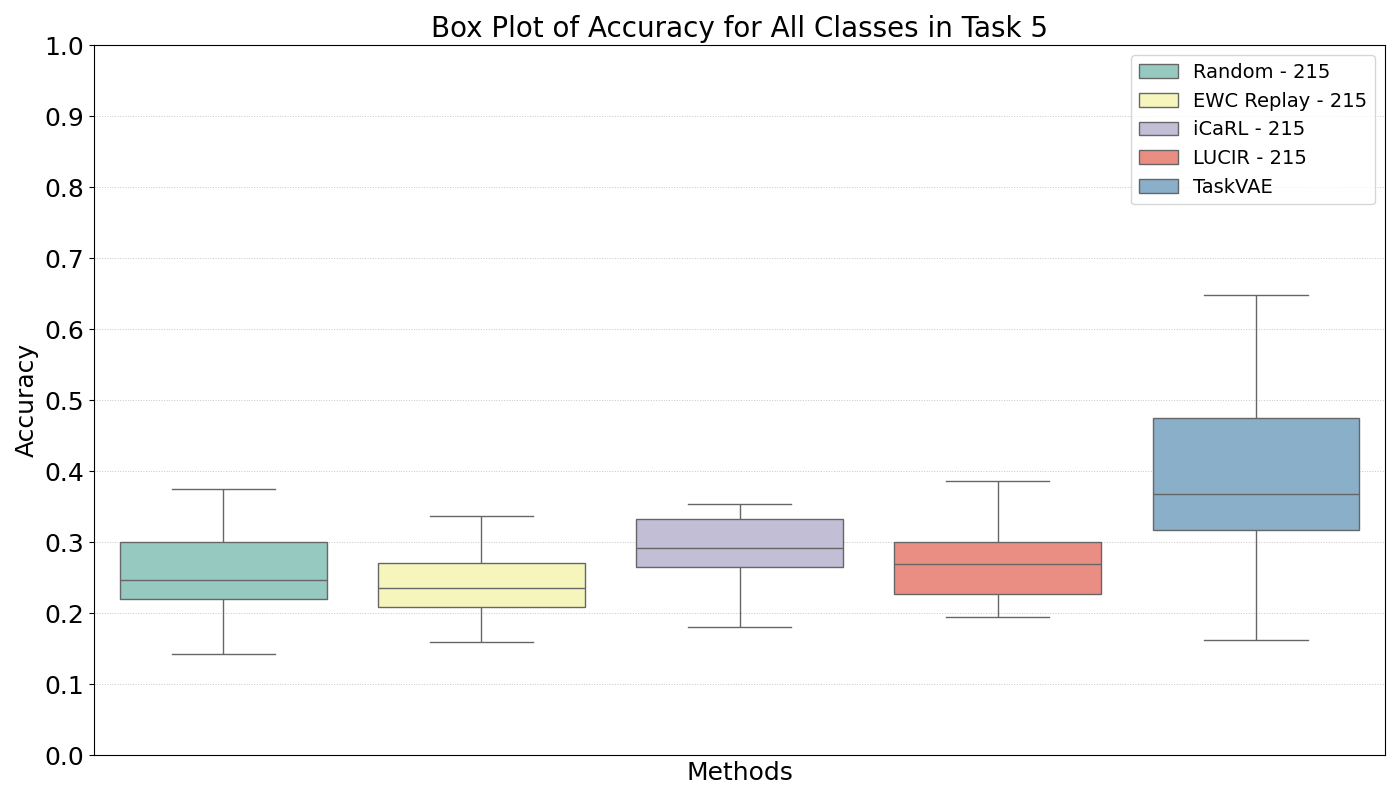 Box Plot of Accuracy for All Classes in Task 5
1.0
0.9
0.8
0.7
0.6
0.5
0.4
0.3
0.2
0.1
0.0
Accuracy
Methods
Random - 215
EWC Replay - 215
iCaRL - 215
LUCIR - 215
TaskVAE